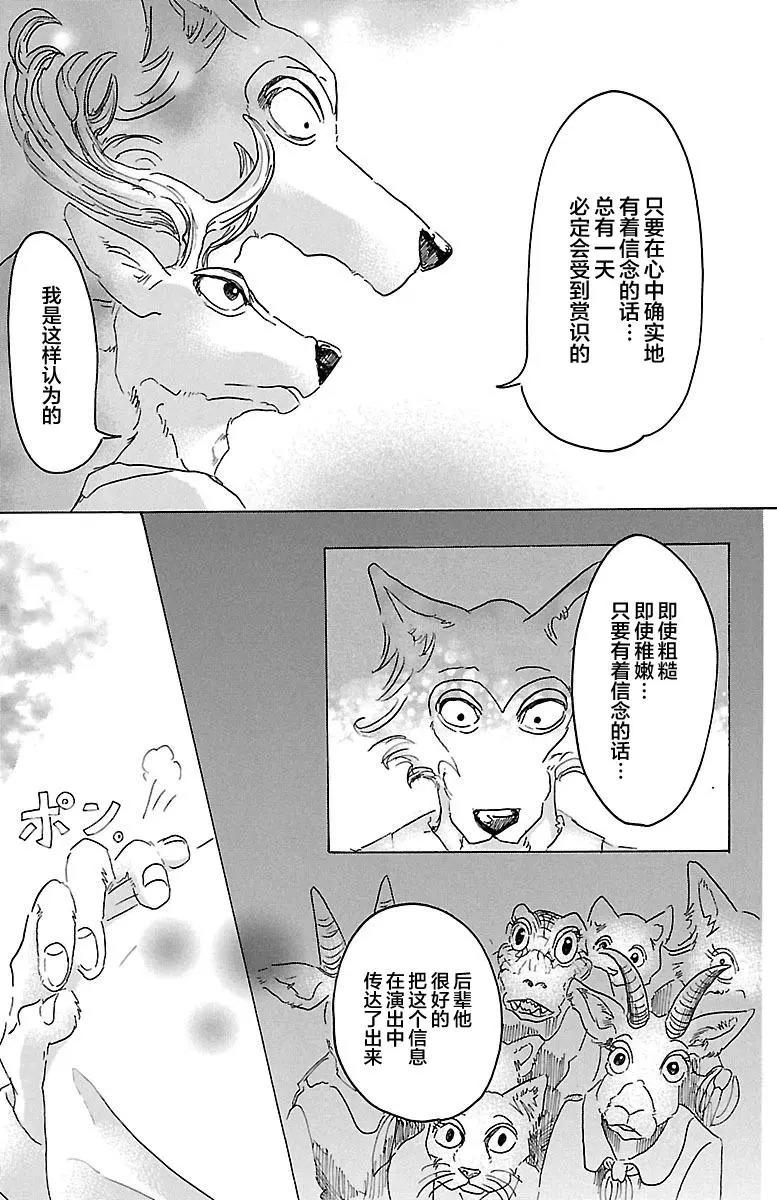 只要在心中确实地
有着信念的话…
总有一天
必定会受到赏识的
我是这样认为的
即使粗糙
即使稚嫩…
只要有着信念的话…
后辈他
很好的
把这个信息
在演出中
传达了出来
ポン。